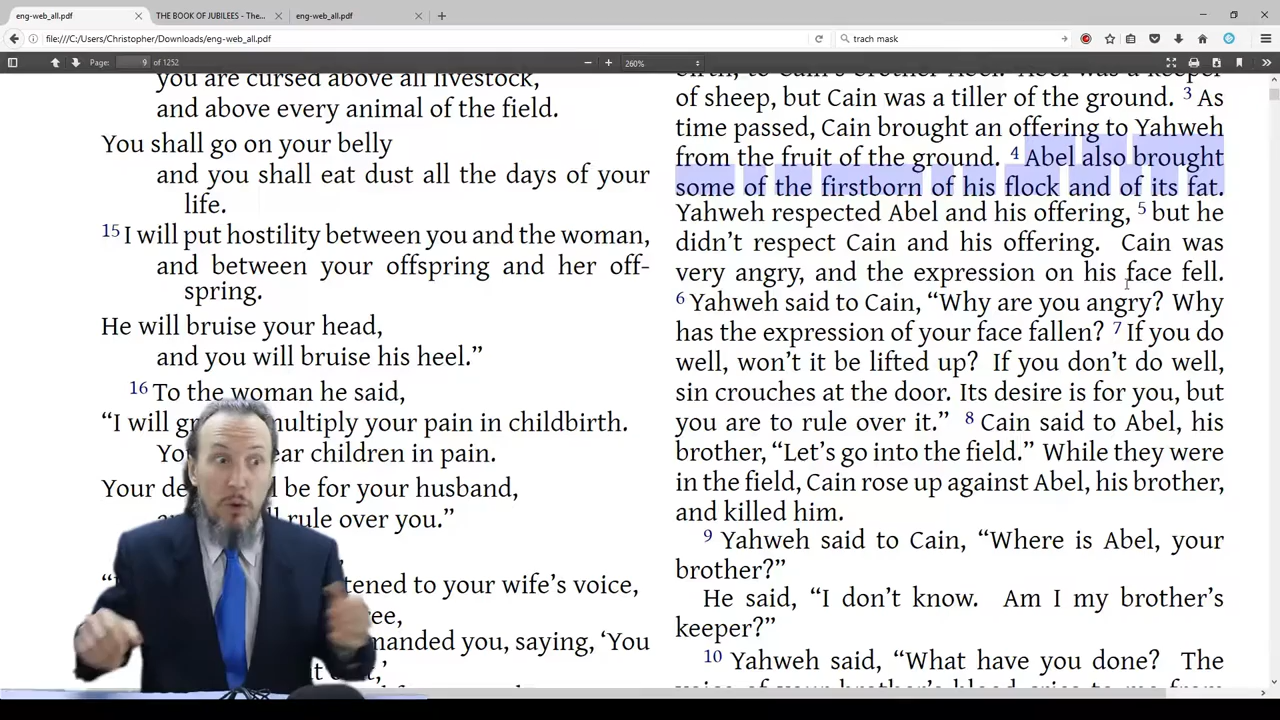 eng-web_all.pdf
THE BOOK OF JUBILEES - The...
eng-web_all.pdf
file:///C:/Users/Christopher/Downloads/eng-web_all.pdf
trach mask
Page: 9 of 1252
260%
you are cursed above all livestock,
and above every animal of the field.
You shall go on your belly
and you shall eat dust all the days of your
life.
15 I will put hostility between you and the woman,
and between your offspring and her off-
spring.
He will bruise your head,
and you will bruise his heel.”
16 To the woman he said,
“I will multiply your pain in childbirth.
children in pain.
Your be for your husband,
rule over you.”
to your wife’s voice,
you, saying, ‘You
birth, to Cain’s brother Abel. Abel was a keeper
of sheep, but Cain was a tiller of the ground. 3 As
time passed, Cain brought an offering to Yahweh
from the fruit of the ground. 4 Abel also brought
some of the firstborn of his flock and of its fat.
Yahweh respected Abel and his offering, 5 but he
didn’t respect Cain and his offering. Cain was
very angry, and the expression on his face fell.
6 Yahweh said to Cain, “Why are you angry? Why
has the expression of your face fallen? 7 If you do
well, won’t it be lifted up? If you don’t do well,
sin crouches at the door. Its desire is for you, but
you are to rule over it.” 8 Cain said to Abel, his
brother, “Let’s go into the field.” While they were
in the field, Cain rose up against Abel, his brother,
and killed him.
9 Yahweh said to Cain, “Where is Abel, your
brother?”
He said, “I don’t know. Am I my brother’s
keeper?”
10 Yahweh said, “What have you done? The